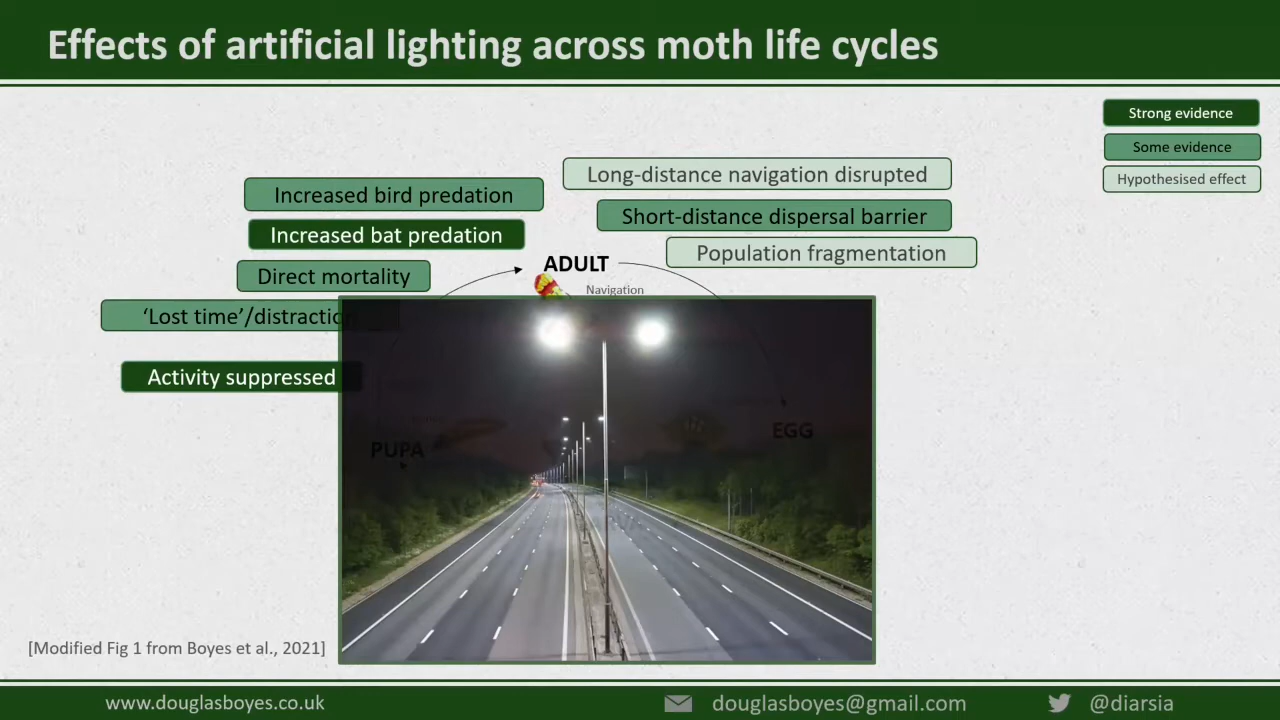 Effects of artificial lighting across moth life cycles
Strong evidence
Some evidence
Hypothesised effect
Long-distance navigation disrupted
Increased bird predation
Short-distance dispersal barrier
Increased bat predation
Population fragmentation
ADULT
Direct mortality
Navigation
‘Lost time’/distraction
Activity suppressed
EGG
PUPA
[Modified Fig 1 from Boyes et al., 2021]
www.douglasboyes.co.uk
douglasboyes@gmail.com
@diarsia